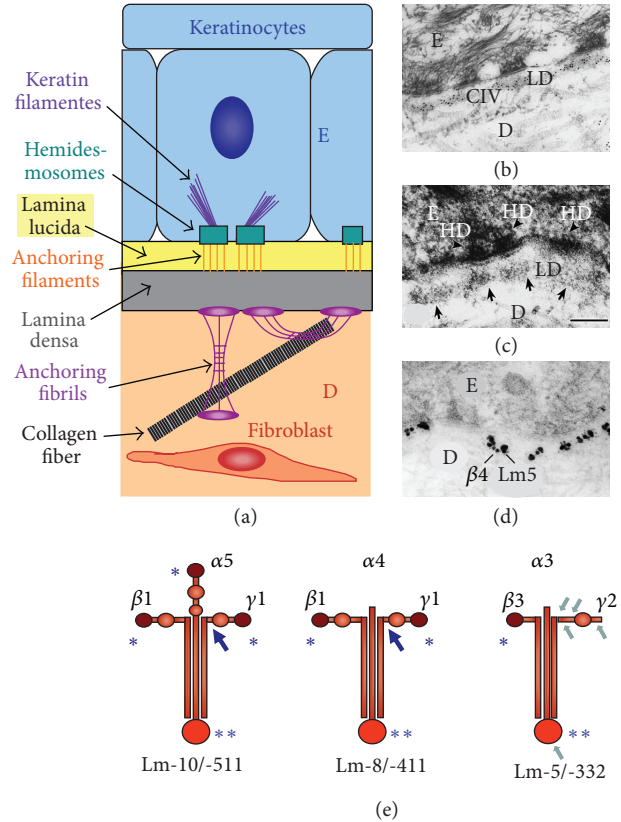 Keratinocytes
Keratin
filamentes
E
Hemides-
mosomes
Lamina
lucida
Anchoring
filaments
Lamina
densa
Anchoring
fibrils
D
Collagen
fiber
Fibroblast
(a)
E
LD
CIV
D
(b)
E
HD
HD
HD
LD
D
(c)
E
D
β4
Lm5
(d)
α5
α4
α3
*
β1
γ1
β1
γ1
β3
γ2
*
*
*
*
*
**
**
**
Lm-10/-511
Lm-8/-411
Lm-5/-332
(e)